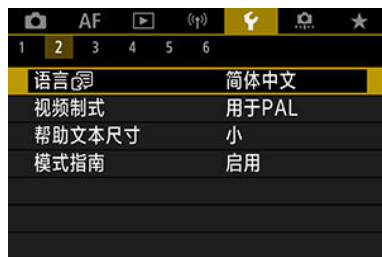 AF
1 2 3 4 5 6
语言 简体中文
视频制式 用于PAL
帮助文本尺寸 小
模式指南 启用